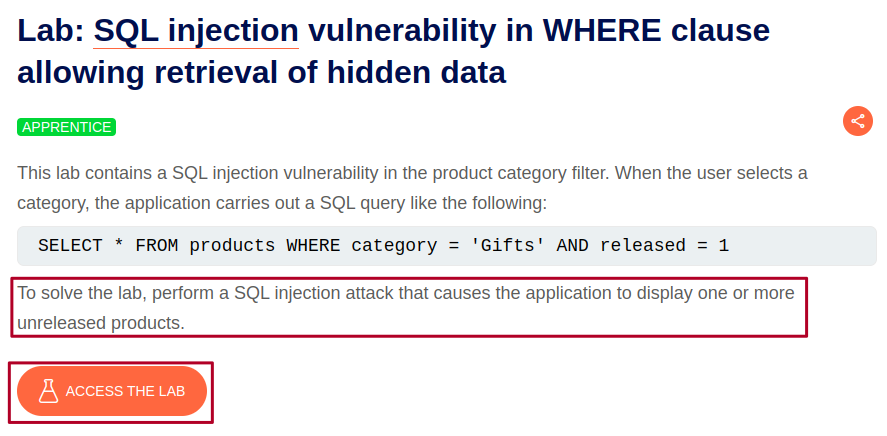 Lab: SQL injection vulnerability in WHERE clause
allowing retrieval of hidden data
APPRENTICE
This lab contains a SQL injection vulnerability in the product category filter. When the user selects a
category, the application carries out a SQL query like the following:
SELECT * FROM products WHERE category = 'Gifts' AND released = 1
To solve the lab, perform a SQL injection attack that causes the application to display one or more
unreleased products.
ACCESS THE LAB